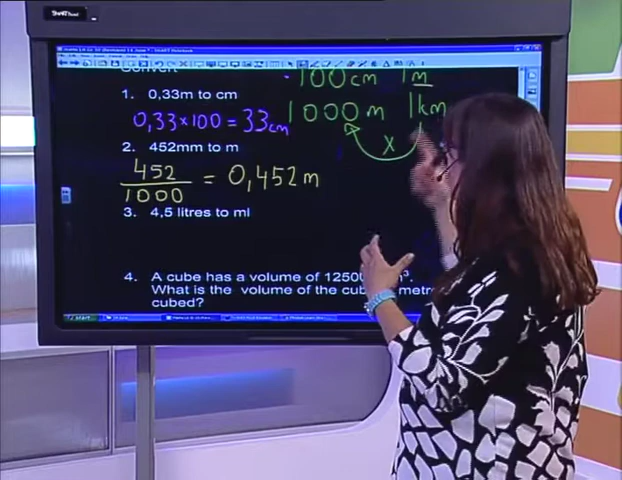 SMART
Convert
100cm 1m
1. 0,33m to cm
1000m 1km
0,33×100 = 33cm
x
2. 452mm to m
452
1000
= 0,452m
3. 4,5 litres to ml
4. A cube has a volume of 12500
What is the volume of the cube
cubed?